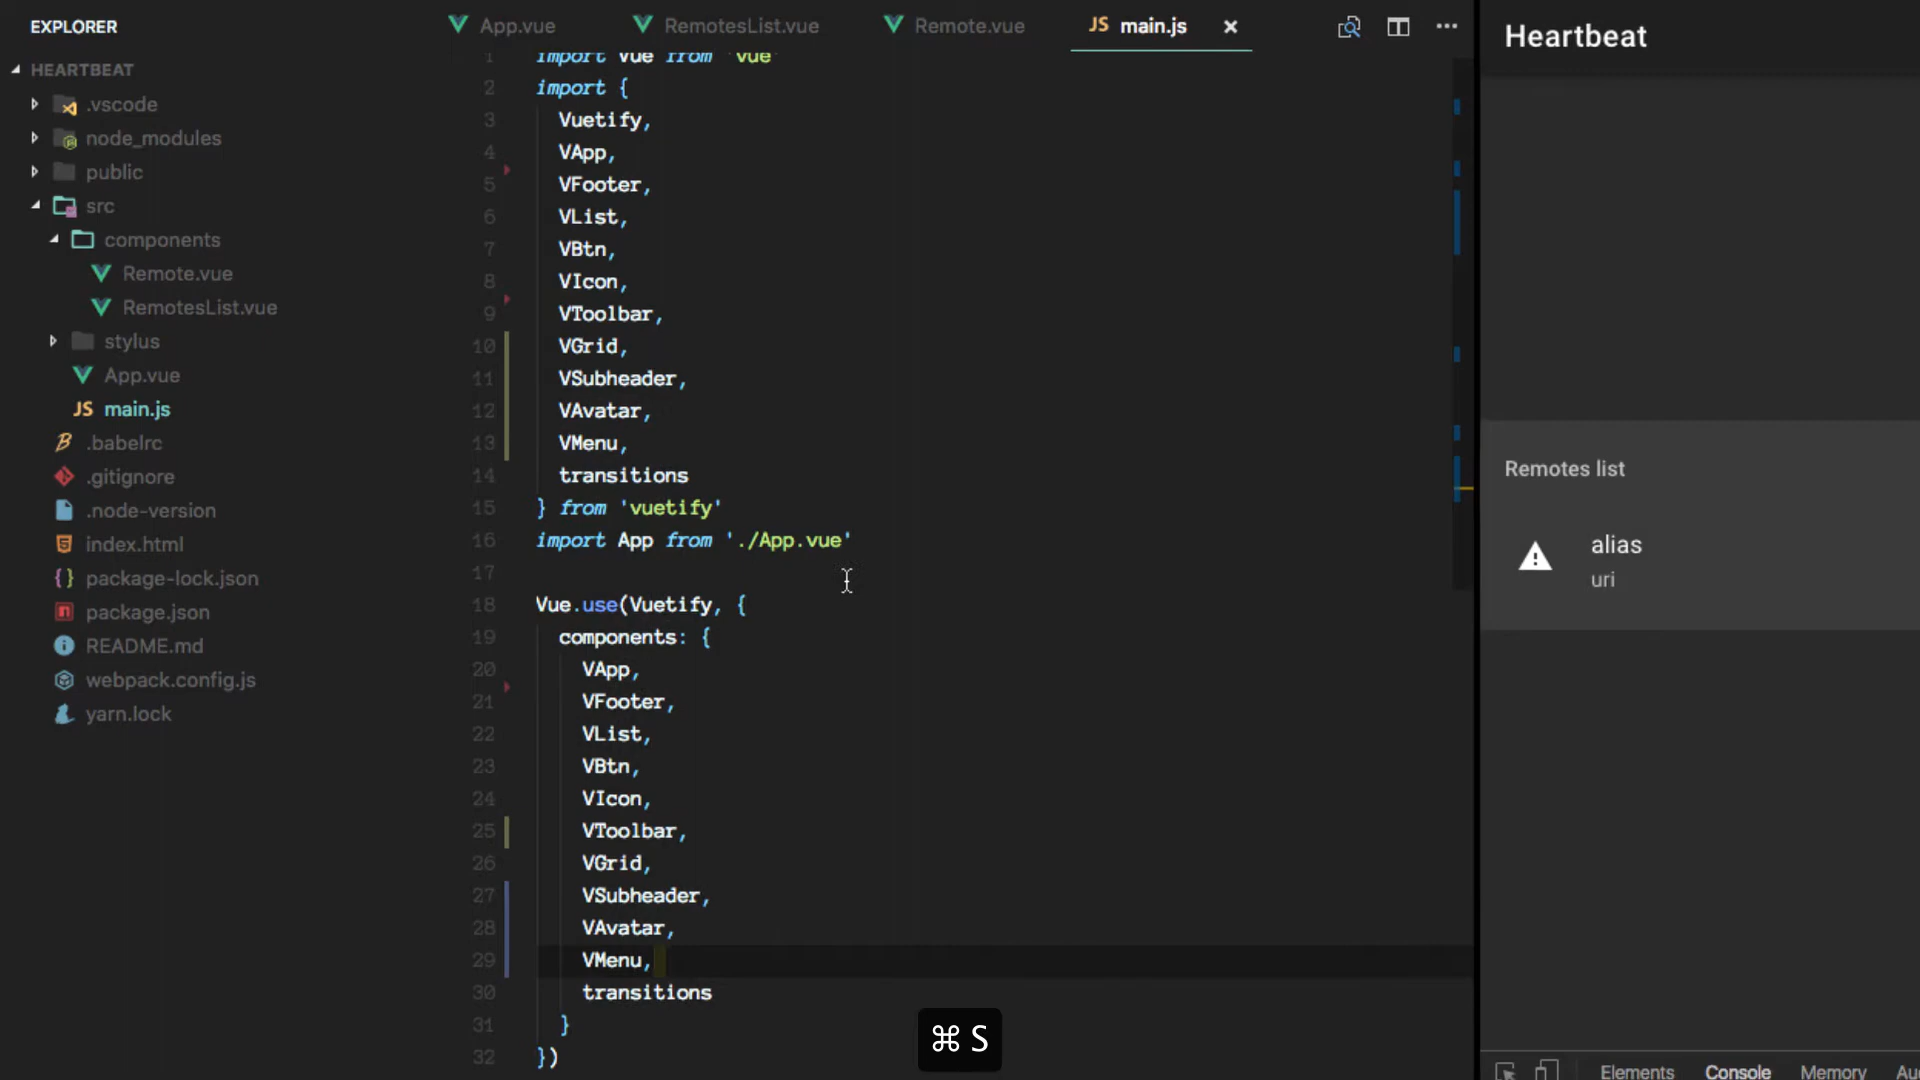 EXPLORER
HEARTBEAT
.vscode
node_modules
public
src
components
Remote.vue
RemotesList.vue
stylus
App.vue
JS main.js
.babelrc
.gitignore
.node-version
index.html
package-lock.json
package.json
README.md
webpack.config.js
yarn.lock
App.vue
RemotesList.vue
Remote.vue
JS main.js
1 import Vue from 'vue'
2 import {
3 Vuetify,
4 VApp,
5 VFooter,
6 VList,
7 VBtn,
8 VIcon,
9 VToolbar,
10 VGrid,
11 VSubheader,
12 VAvatar,
13 VMenu,
14 transitions
15 } from 'vuetify'
16 import App from './App.vue'
17
18 Vue.use(Vuetify, {
19 components: {
20 VApp,
21 VFooter,
22 VList,
23 VBtn,
24 VIcon,
25 VToolbar,
26 VGrid,
27 VSubheader,
28 VAvatar,
29 VMenu,
30 transitions
31 }
32 })
⌘ S
Heartbeat
Remotes list
alias
uri
Elements Console Memory